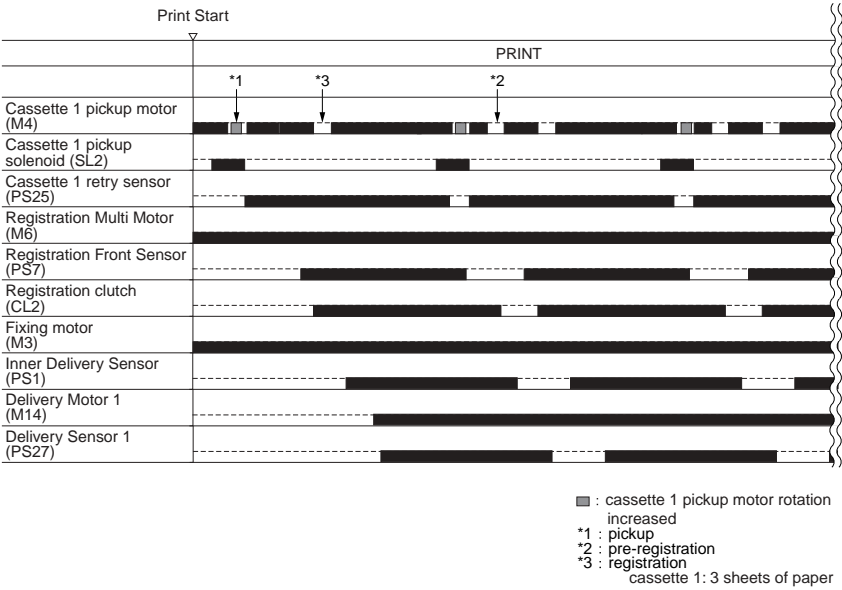 Print Start
PRINT
*1 *3 *2
Cassette 1 pickup motor
(M4)
Cassette 1 pickup
solenoid (SL2)
Cassette 1 retry sensor
(PS25)
Registration Multi Motor
(M6)
Registration Front Sensor
(PS7)
Registration clutch
(CL2)
Fixing motor
(M3)
Inner Delivery Sensor
(PS1)
Delivery Motor 1
(M14)
Delivery Sensor 1
(PS27)
: cassette 1 pickup motor rotation
increased
*1 : pickup
*2 : pre-registration
*3 : registration
cassette 1: 3 sheets of paper